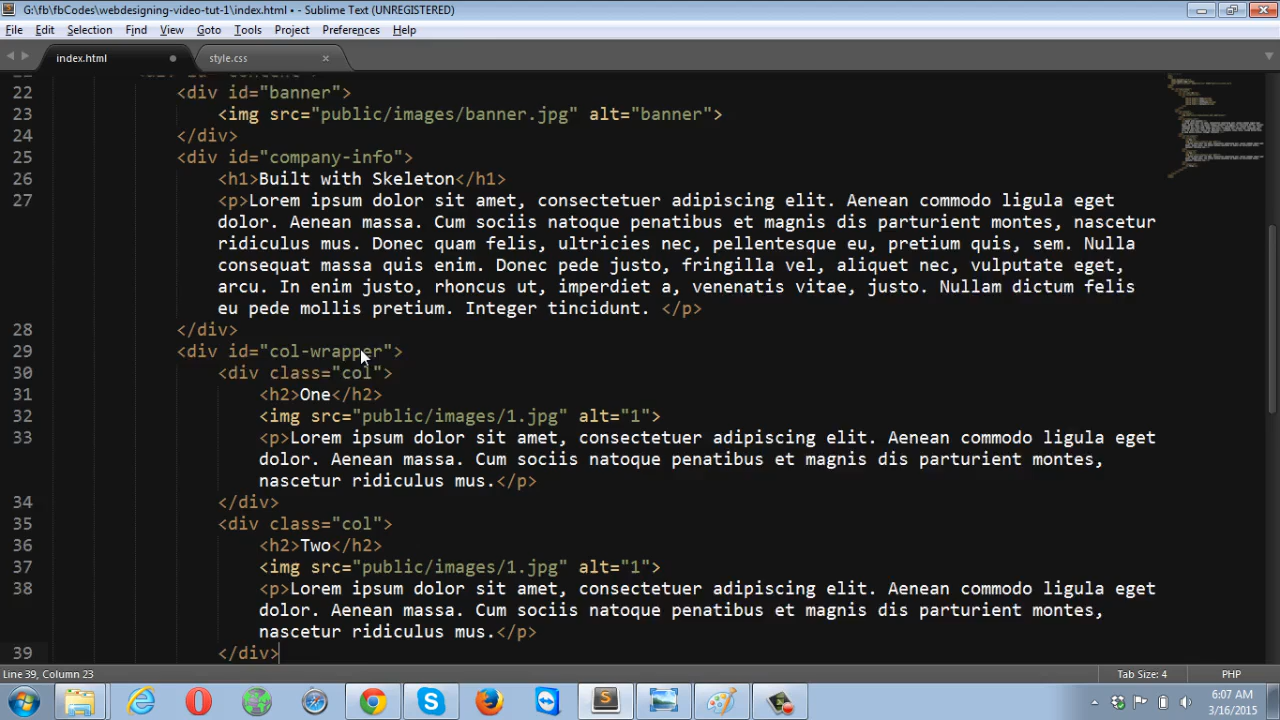 G:\fb\fbCodes\webdesigning-video-tut-1\index.html • - Sublime Text (UNREGISTERED)
File Edit Selection Find View Goto Tools Project Preferences Help
index.html style.css
22 <div id="banner">
23 <img src="public/images/banner.jpg" alt="banner">
24 </div>
25 <div id="company-info">
26 <h1>Built with Skeleton</h1>
27 <p>Lorem ipsum dolor sit amet, consectetuer adipiscing elit. Aenean commodo ligula eget
dolor. Aenean massa. Cum sociis natoque penatibus et magnis dis parturient montes, nascetur
ridiculus mus. Donec quam felis, ultricies nec, pellentesque eu, pretium quis, sem. Nulla
consequat massa quis enim. Donec pede justo, fringilla vel, aliquet nec, vulputate eget,
arcu. In enim justo, rhoncus ut, imperdiet a, venenatis vitae, justo. Nullam dictum felis
eu pede mollis pretium. Integer tincidunt. </p>
28 </div>
29 <div id="col-wrapper">
30 <div class="col">
31 <h2>One</h2>
32 <img src="public/images/1.jpg" alt="1">
33 <p>Lorem ipsum dolor sit amet, consectetuer adipiscing elit. Aenean commodo ligula eget
dolor. Aenean massa. Cum sociis natoque penatibus et magnis dis parturient montes,
nascetur ridiculus mus.</p>
34 </div>
35 <div class="col">
36 <h2>Two</h2>
37 <img src="public/images/1.jpg" alt="1">
38 <p>Lorem ipsum dolor sit amet, consectetuer adipiscing elit. Aenean commodo ligula eget
dolor. Aenean massa. Cum sociis natoque penatibus et magnis dis parturient montes,
nascetur ridiculus mus.</p>
39 </div>
Line 39, Column 23 Tab Size: 4 PHP
6:07 AM
3/16/2015